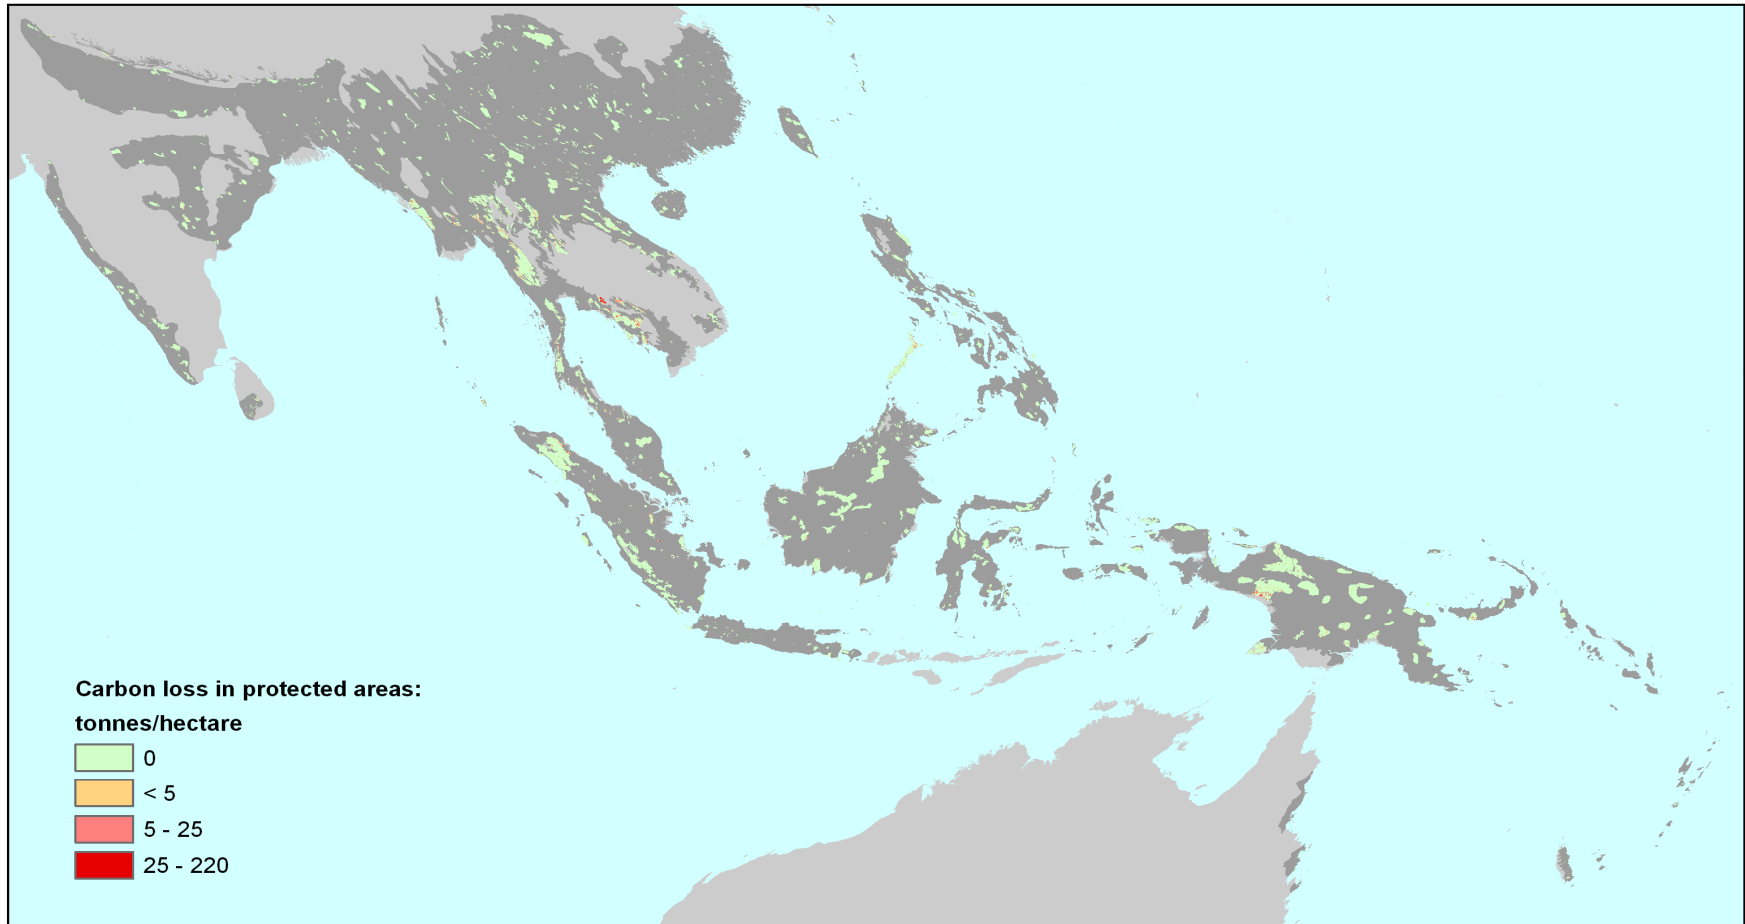 Carbon loss in protected areas:
tonnes/hectare
0
< 5
5 - 25
25 - 220